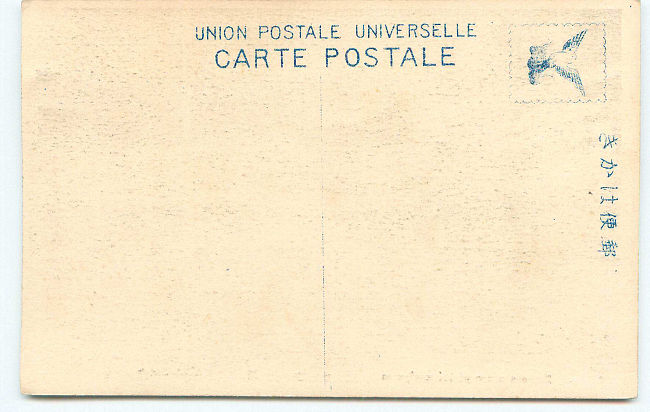 UNION POSTALE UNIVERSELLE
CARTE POSTALE
郵便はかき